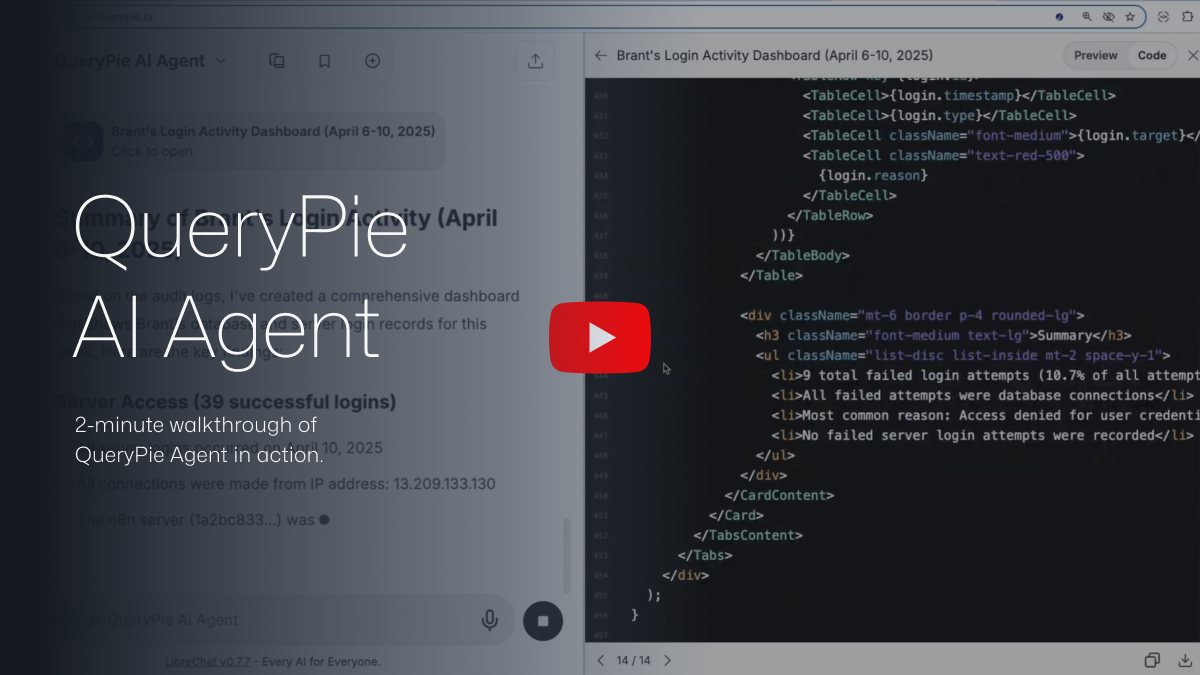 querypie.io
QueryPie AI Agent
Brant's Login Activity Dashboard (April 6-10, 2025)
Click to open
Summary of Brant's Login Activity (April
6-10, 2025)
QueryPie
AI Agent
on the audit logs, I've created a comprehensive dashboard
Brant's database and server login records for this
Here are the key
Server Access (39 successful logins)
2-minute walkthrough of
QueryPie Agent in action.
occurred on April 10, 2025
All connections were made from IP address: 13.209.133.130
The n8n server (1a2bc833...) was
QueryPie AI Agent
LibreChat v0.7.7 - Every AI for Everyone.
Brant's Login Activity Dashboard (April 6-10, 2025)
Preview Code
430 <TableCell>{login.timestamp}</TableCell>
431 <TableCell>{login.type}</TableCell>
432 <TableCell className="font-medium">{login.target}</
433 <TableCell className="text-red-500">
434 {login.reason}
435 </TableCell>
436 </TableRow>
437 ))}
438 </TableBody>
439 </Table>
440
441 <div className="mt-6 border p-4 rounded-lg">
442 <h3 className="font-medium text-lg">Summary</h3>
443 <ul className="list-disc list-inside mt-2 space-y-1">
444 <li>9 total failed login attempts (10.7% of all attempt
445 <li>All failed attempts were database connections</li>
446 <li>Most common reason: Access denied for user credenti
447 <li>No failed server login attempts were recorded</li>
448 </ul>
449 </div>
450 </CardContent>
451 </Card>
452 </TabsContent>
453 </Tabs>
454 </div>
455 );
456 }
457
14 / 14